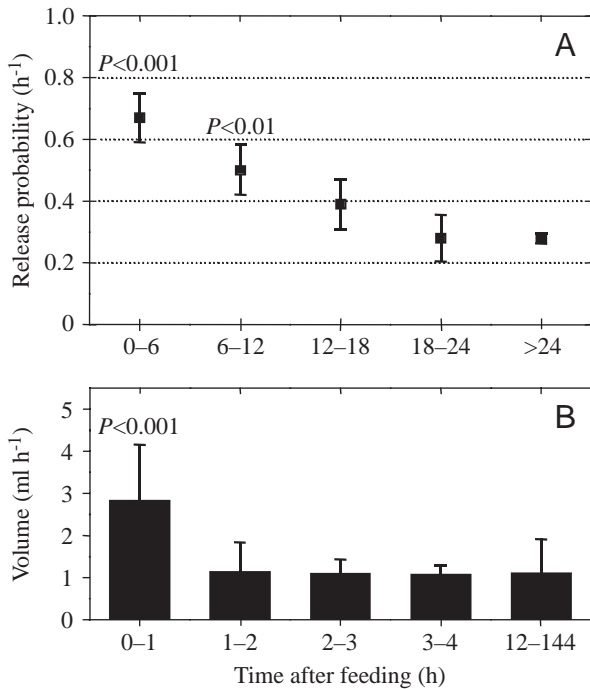 A
Release probability (h-1)
1.0
0.8
0.6
0.4
0.2
0
P<0.001
P<0.01
0–6 6–12 12–18 18–24 >24
B
Volume (ml h-1)
5
4
3
2
1
0
P<0.001
0–1 1–2 2–3 3–4 12–144
Time after feeding (h)